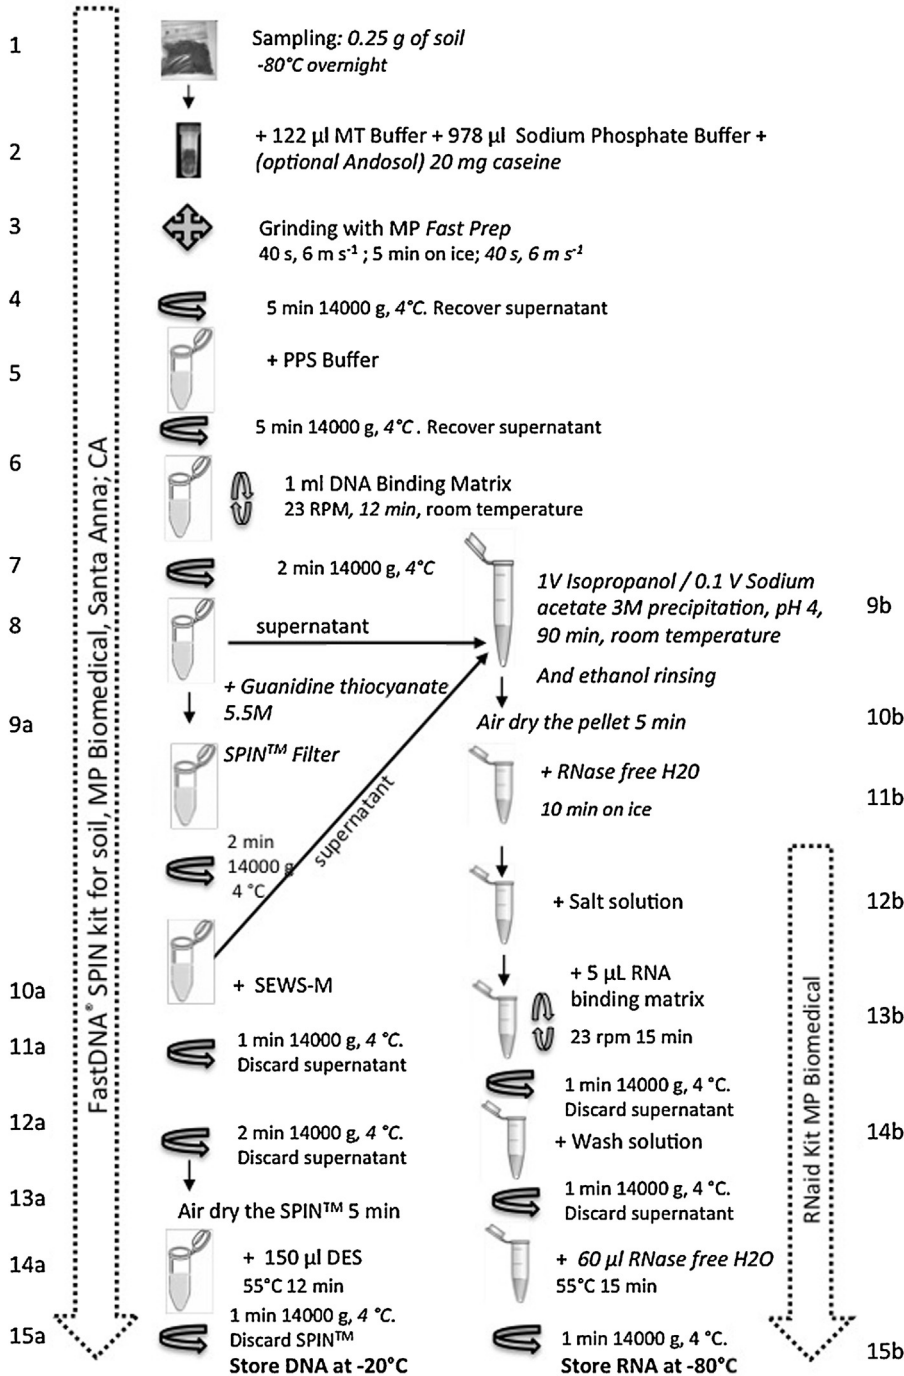 1
Sampling: 0.25 g of soil
-80°C overnight
2
+ 122 µl MT Buffer + 978 µl Sodium Phosphate Buffer +
(optional Andosol) 20 mg caseine
3
Grinding with MP Fast Prep
40 s, 6 m s⁻¹ ; 5 min on ice; 40 s, 6 m s⁻¹
4
5 min 14000 g, 4°C. Recover supernatant
5
+ PPS Buffer
5 min 14000 g, 4°C . Recover supernatant
6
1 ml DNA Binding Matrix
23 RPM, 12 min, room temperature
7
2 min 14000 g, 4°C
8
supernatant
+ Guanidine thiocyanate
5.5M
9a
SPIN™ Filter
2 min
14000 g
4 °C
supernatant
+ SEWS-M
10a
11a
1 min 14000 g, 4 °C.
Discard supernatant
12a
2 min 14000 g, 4 °C.
Discard supernatant
13a
Air dry the SPIN™ 5 min
14a
+ 150 µl DES
55°C 12 min
15a
1 min 14000 g, 4 °C.
Discard SPIN™
Store DNA at -20°C
FastDNA® SPIN kit for soil, MP Biomedical, Santa Anna; CA
1V Isopropanol / 0.1 V Sodium
acetate 3M precipitation, pH 4,
90 min, room temperature
And ethanol rinsing
9b
Air dry the pellet 5 min
10b
+ RNase free H20
10 min on ice
11b
+ Salt solution
12b
+ 5 µL RNA
binding matrix
23 rpm 15 min
13b
1 min 14000 g, 4 °C.
Discard supernatant
+ Wash solution
14b
1 min 14000 g, 4 °C.
Discard supernatant
+ 60 µl RNase free H2O
55°C 15 min
1 min 14000 g, 4 °C.
Store RNA at -80°C
15b
RNaid Kit MP Biomedical